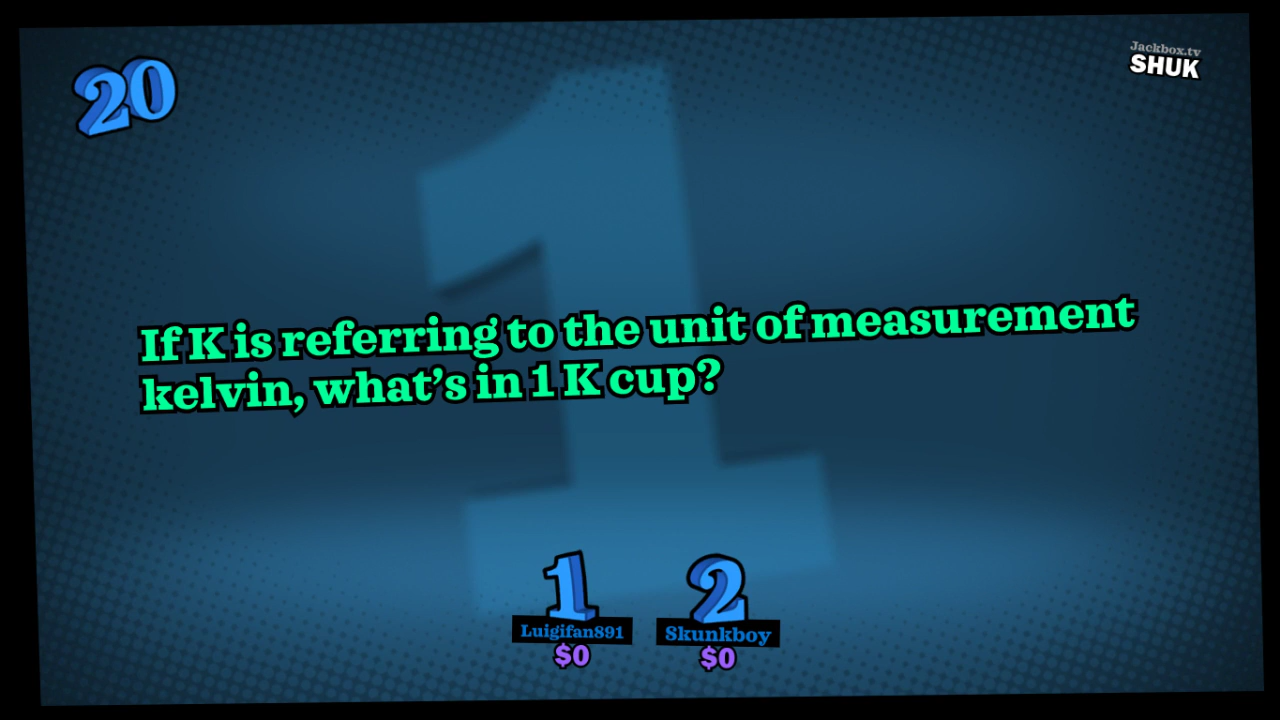 20
Jackbox.tv
SHUK
If K is referring to the unit of measurement
kelvin, what's in 1 K cup?
1
2
Luigifan891
Skunkboy
$0
$0